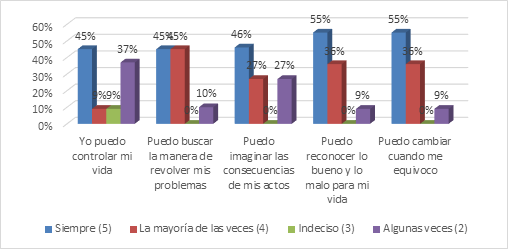 60%
50%
40%
30%
20%
10%
0%
45% 9% 9% 37%
45% 45% 0% 10%
46% 27% 0% 27%
55% 36% 0% 9%
55% 36% 0% 9%
Yo puedo
controlar mi
vida
Puedo buscar
la manera de
revolver mis
problemas
Puedo
imaginar las
consecuencias
de mis actos
Puedo
reconocer lo
bueno y lo
malo para mi
vida
Puedo cambiar
cuando me
equivoco
Siempre (5) La mayoría de las veces (4) Indeciso (3) Algunas veces (2)